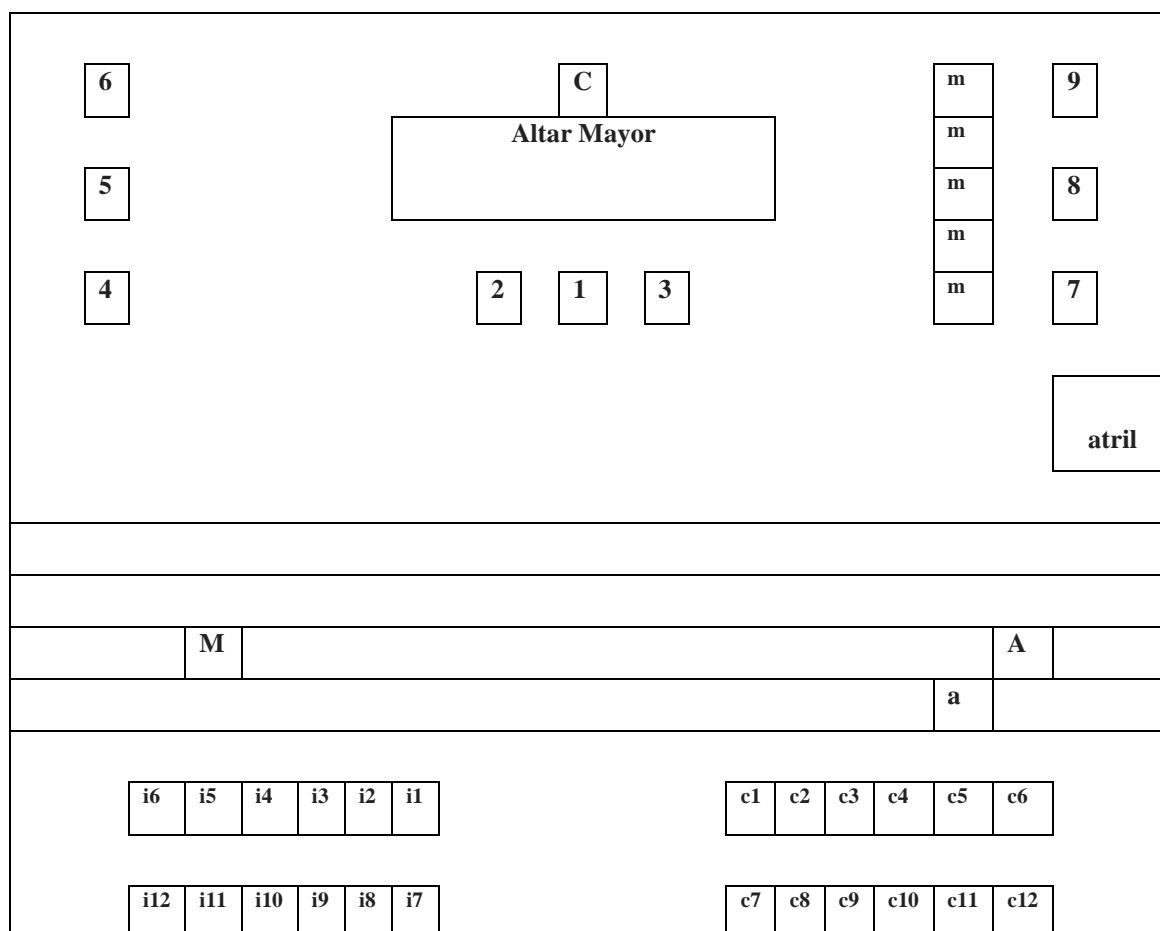 6 C m 9
Altar Mayor m
5 m 8
m
4 2 1 3 m 7
atril
M A
a
i6 i5 i4 i3 i2 i1 c1 c2 c3 c4 c5 c6
i12 i11 i10 i9 i8 i7 c7 c8 c9 c10 c11 c12